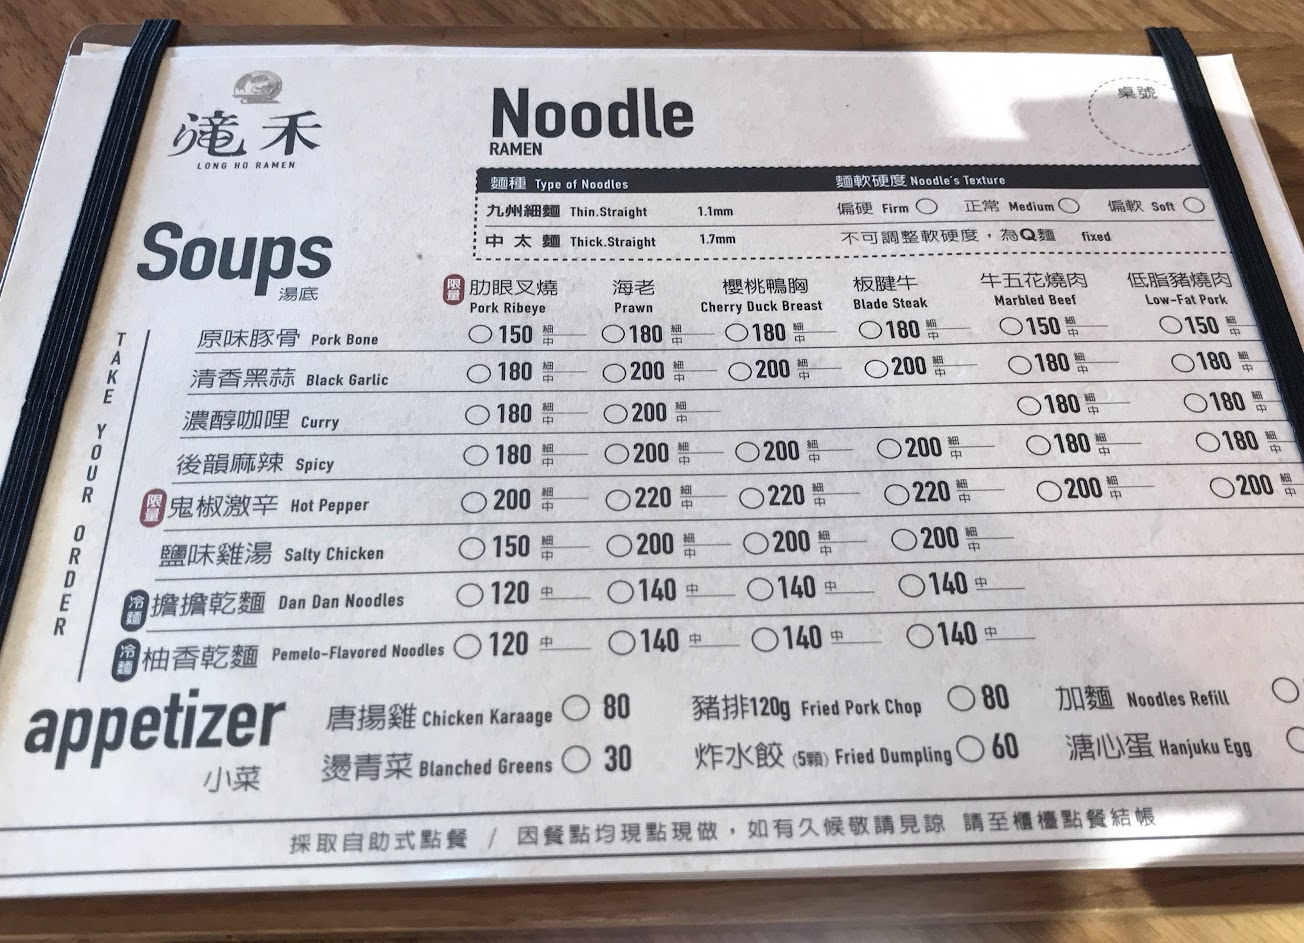 滝禾
LONG HO RAMEN
Noodle
RAMEN
桌號
麵種 Type of Noodles 麵軟硬度 Noodle's Texture
九州細麵 Thin.Straight 1.1mm 偏硬 Firm 正常 Medium 偏軟 Soft
中太麵 Thick.Straight 1.7mm 不可調整軟硬度，為Q麵 fixed
Soups
湯底
限量 肋眼叉燒 海老 櫻桃鴨胸 板腱牛 牛五花燒肉 低脂豬燒肉
Pork Ribeye Prawn Cherry Duck Breast Blade Steak Marbled Beef Low-Fat Pork
TAKE YOUR ORDER
原味豚骨 Pork Bone 150 細 中 180 細 中 180 細 中 180 細 中 150 細 中 150 細 中
清香黑蒜 Black Garlic 180 細 中 200 細 中 200 細 中 200 細 中 180 細 中 180 細 中
濃醇咖哩 Curry 180 細 中 200 細 中 180 細 中 180 細 中
後韻麻辣 Spicy 180 細 中 200 細 中 200 細 中 200 細 中 180 細 中 180 細 中
限量 鬼椒激辛 Hot Pepper 200 細 中 220 細 中 220 細 中 220 細 中 200 細 中 200 細 中
鹽味雞湯 Salty Chicken 150 細 中 200 細 中 200 細 中 200 細 中
冷麵 擔擔乾麵 Dan Dan Noodles 120 中 140 中 140 中 140 中
冷麵 柚香乾麵 Pemelo-Flavored Noodles 120 中 140 中 140 中 140 中
appetizer
小菜
唐揚雞 Chicken Karaage 80 豬排120g Fried Pork Chop 80 加麵 Noodles Refill
燙青菜 Blanched Greens 30 炸水餃 (5顆) Fried Dumpling 60 溏心蛋 Hanjuku Egg
採取自助式點餐 / 因餐點均現點現做，如有久候敬請見諒 請至櫃檯點餐結帳